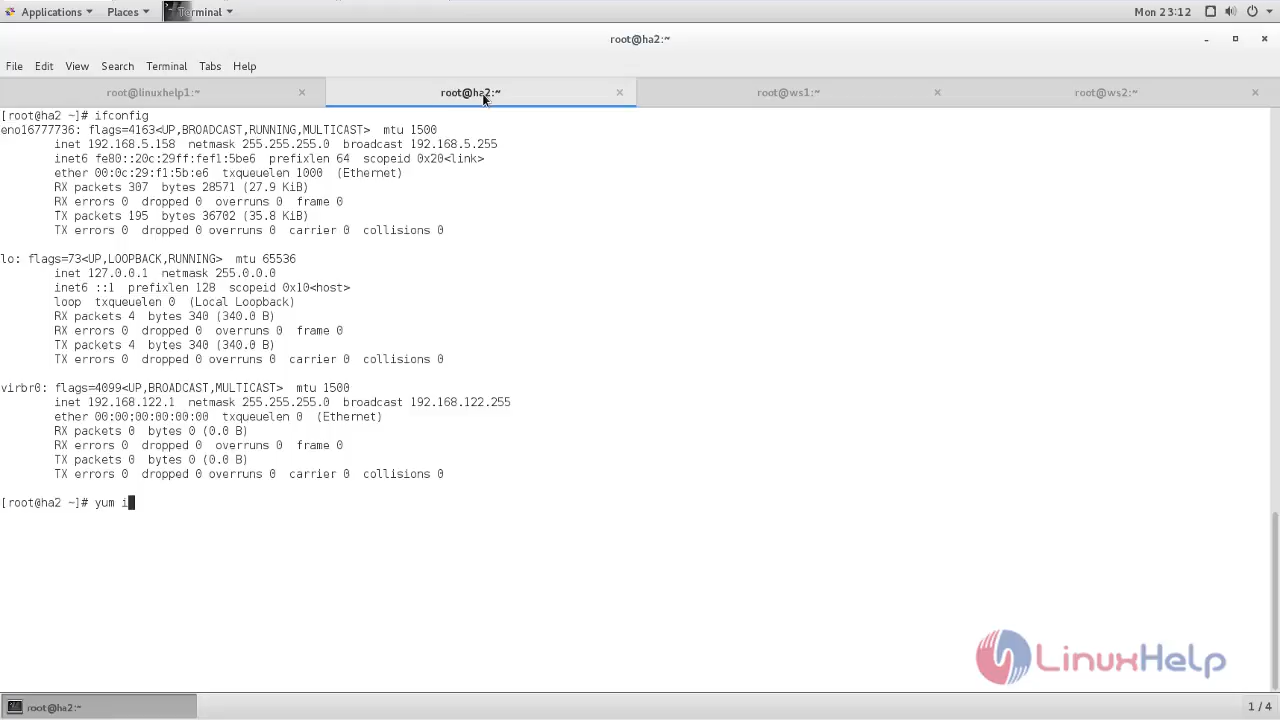 Applications Places Terminal Mon 23:12
root@ha2:~
File Edit View Search Terminal Tabs Help
root@linuxhelp1:~ root@ha2:~ root@ws1:~ root@ws2:~
[root@ha2 ~]# ifconfig
eno16777736: flags=4163<UP,BROADCAST,RUNNING,MULTICAST>  mtu 1500
        inet 192.168.5.158  netmask 255.255.255.0  broadcast 192.168.5.255
        inet6 fe80::20c:29ff:fef1:5be6  prefixlen 64  scopeid 0x20<link>
        ether 00:0c:29:f1:5b:e6  txqueuelen 1000  (Ethernet)
        RX packets 307  bytes 28571 (27.9 KiB)
        RX errors 0  dropped 0  overruns 0  frame 0
        TX packets 195  bytes 36702 (35.8 KiB)
        TX errors 0  dropped 0 overruns 0  carrier 0  collisions 0
lo: flags=73<UP,LOOPBACK,RUNNING>  mtu 65536
        inet 127.0.0.1  netmask 255.0.0.0
        inet6 ::1  prefixlen 128  scopeid 0x10<host>
        loop  txqueuelen 0  (Local Loopback)
        RX packets 4  bytes 340 (340.0 B)
        RX errors 0  dropped 0  overruns 0  frame 0
        TX packets 4  bytes 340 (340.0 B)
        TX errors 0  dropped 0 overruns 0  carrier 0  collisions 0
virbr0: flags=4099<UP,BROADCAST,MULTICAST>  mtu 1500
        inet 192.168.122.1  netmask 255.255.255.0  broadcast 192.168.122.255
        ether 00:00:00:00:00:00  txqueuelen 0  (Ethernet)
        RX packets 0  bytes 0 (0.0 B)
        RX errors 0  dropped 0  overruns 0  frame 0
        TX packets 0  bytes 0 (0.0 B)
        TX errors 0  dropped 0 overruns 0  carrier 0  collisions 0
[root@ha2 ~]# yum i
LinuxHelp
root@ha2:~ 1 / 4